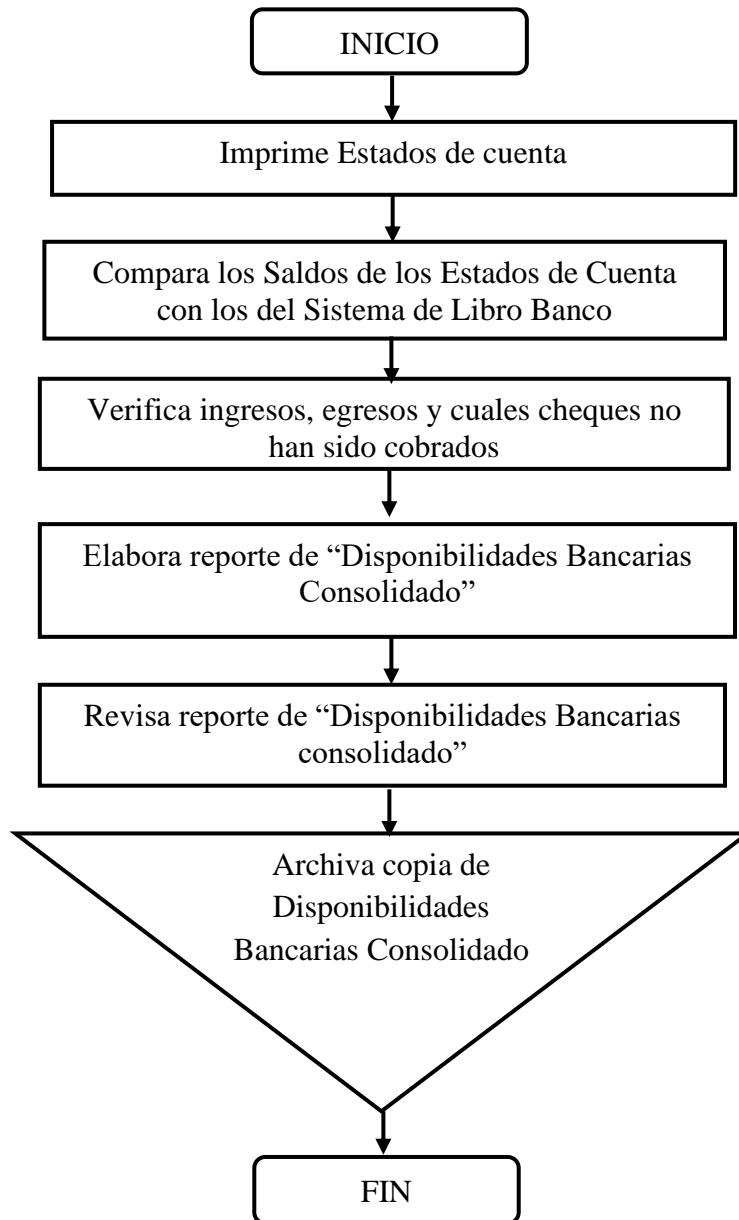 INICIO
Imprime Estados de cuenta
Compara los Saldos de los Estados de Cuenta
con los del Sistema de Libro Banco
Verifica ingresos, egresos y cuales cheques no
han sido cobrados
Elabora reporte de “Disponibilidades Bancarias
Consolidado”
Revisa reporte de “Disponibilidades Bancarias
consolidado”
Archiva copia de
Disponibilidades
Bancarias Consolidado
FIN